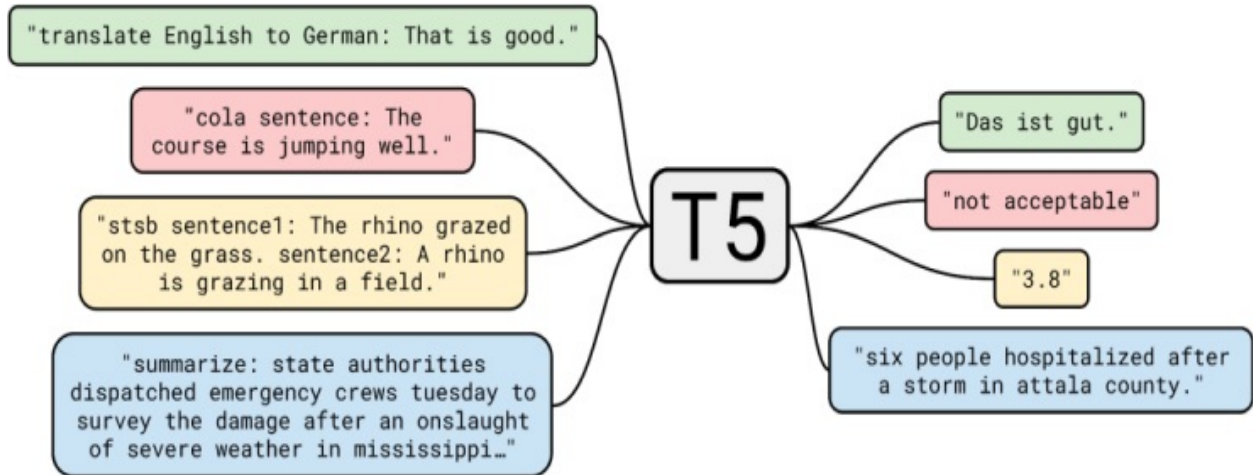 "translate English to German: That is good."
"cola sentence: The
course is jumping well."
"stsb sentence1: The rhino grazed
on the grass. sentence2: A rhino
is grazing in a field."
"summarize: state authorities
dispatched emergency crews tuesday to
survey the damage after an onslaught
of severe weather in mississippi…"
T5
"Das ist gut."
"not acceptable"
"3.8"
"six people hospitalized after
a storm in attala county."